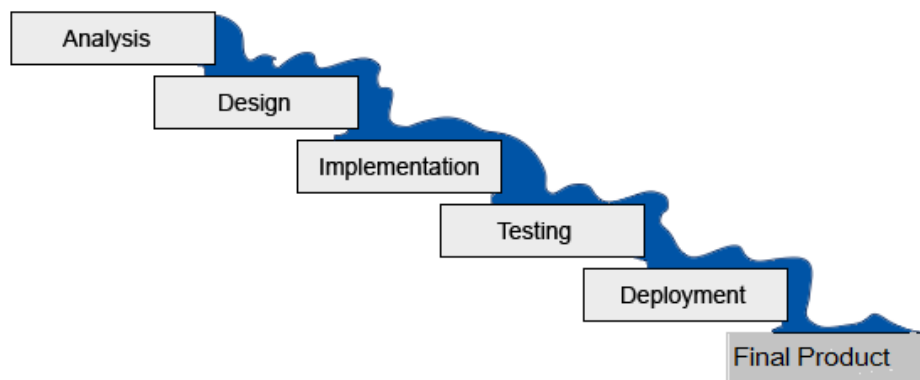 Analysis
Design
Implementation
Testing
Deployment
Final Product